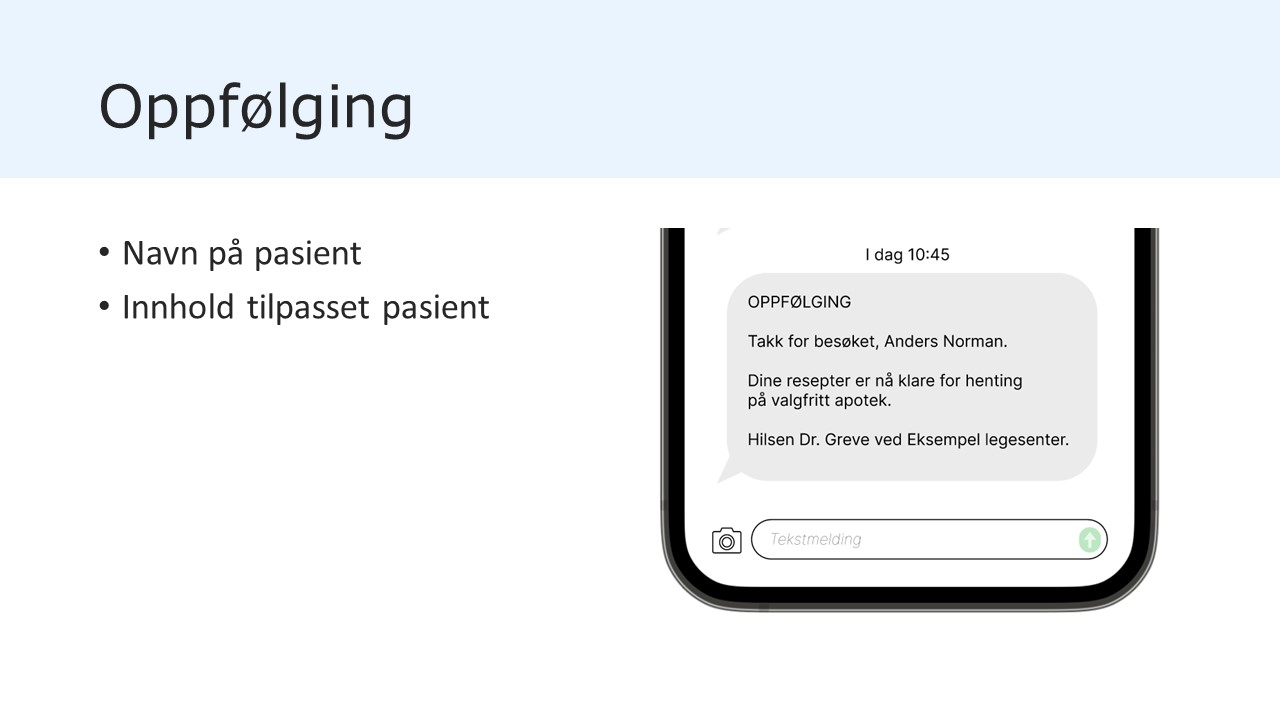 Oppfølging
• Navn på pasient
• Innhold tilpasset pasient
I dag 10:45
OPPFØLGING
Takk for besøket, Anders Norman.
Dine resepter er nå klare for henting
på valgfritt apotek.
Hilsen Dr. Greve ved Eksempel legesenter.
Tekstmelding